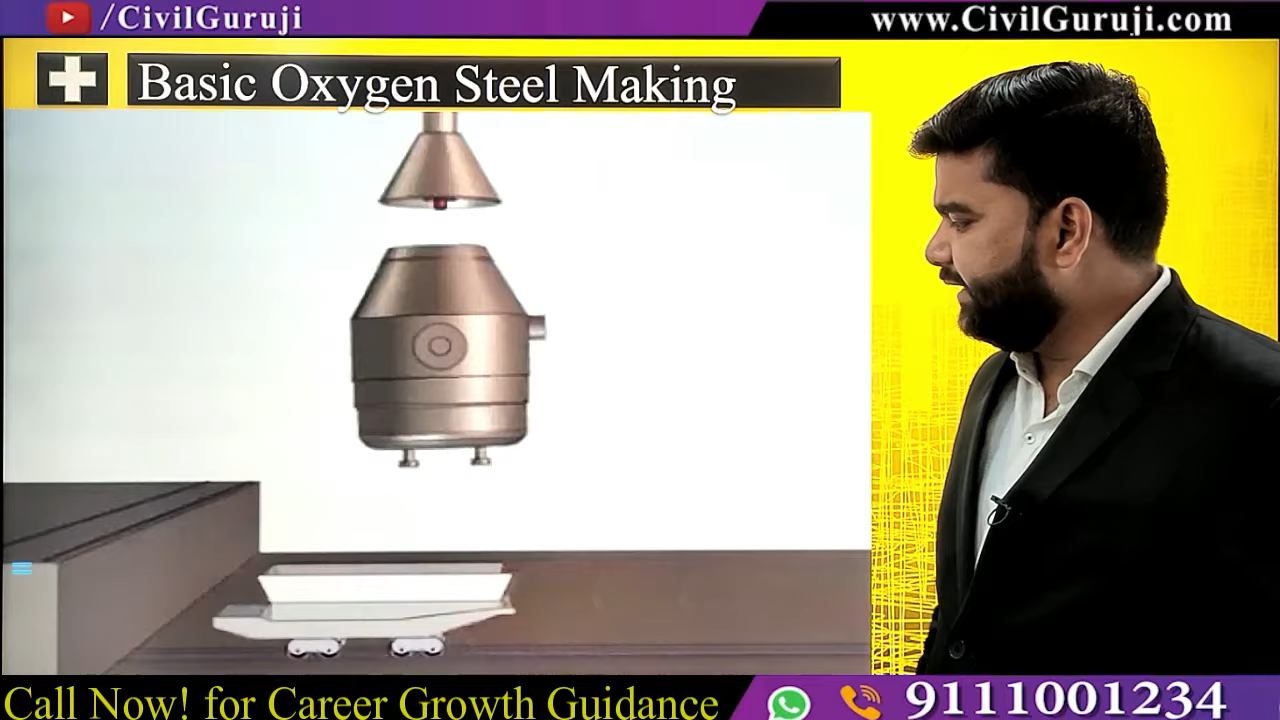 /CivilGuruji
www.CivilGuruji.com
Basic Oxygen Steel Making
Call Now! for Career Growth Guidance
9111001234